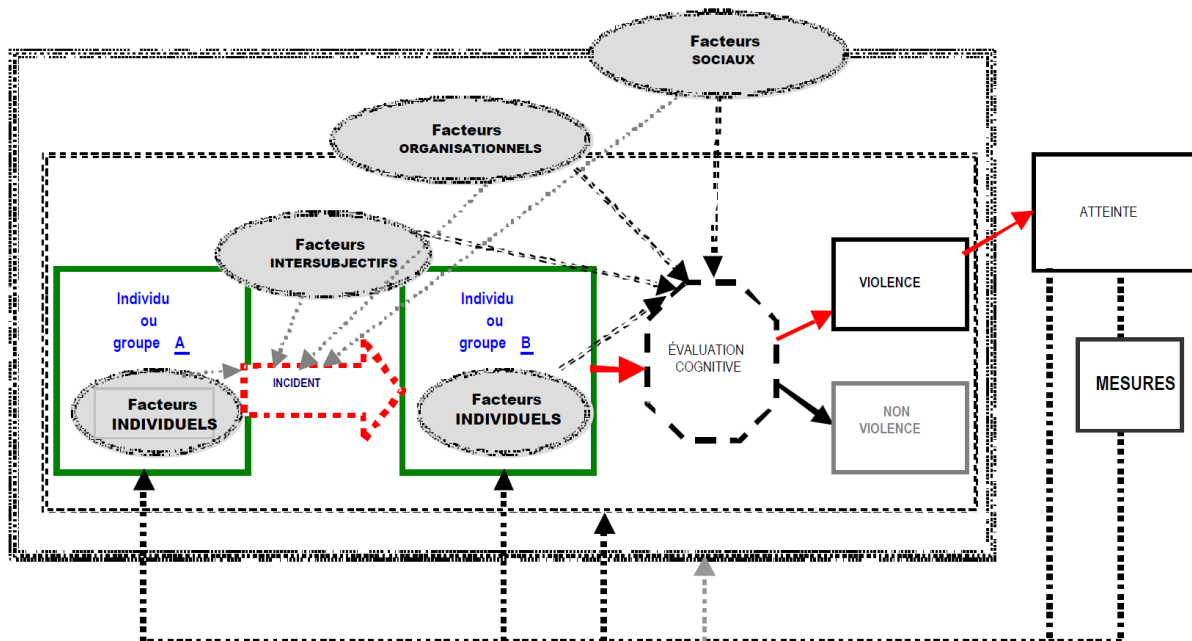 Facteurs
SOCIAUX
Facteurs
ORGANISATIONNELS
Facteurs
INTERSUBJECTIFS
ATTEINTE
Individu
ou
groupe A
Individu
ou
groupe B
VIOLENCE
INCIDENT
ÉVALUATION
COGNITIVE
MESURES
Facteurs
INDIVIDUELS
Facteurs
INDIVIDUELS
NON
VIOLENCE